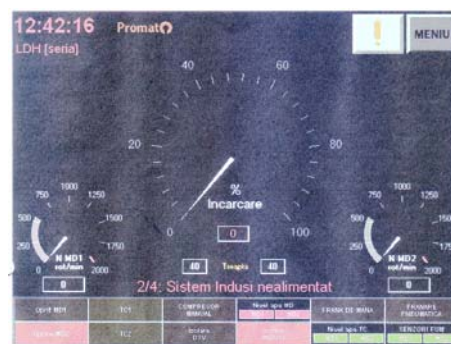 12:42:16
Promat
MENIU
LDH [seria]
!
40
60
20
80
0
100
%
Incarcare
0
1000
750
1250
500
1500
250
1750
0
2000
N MD1
rot/min
0
1000
750
1250
500
1500
250
1750
0
2000
N MD2
rot/min
0
40
Treapta
40
2/4: Sistem Indusi nealimentat
Oprit MD1
TC1
COMPRESOR
MANUAL
Nivel apa MD
FRANA DE MANA
FRANARE
PNEUMATICA
TC2
Nivel apa TC
SENZORI FUM